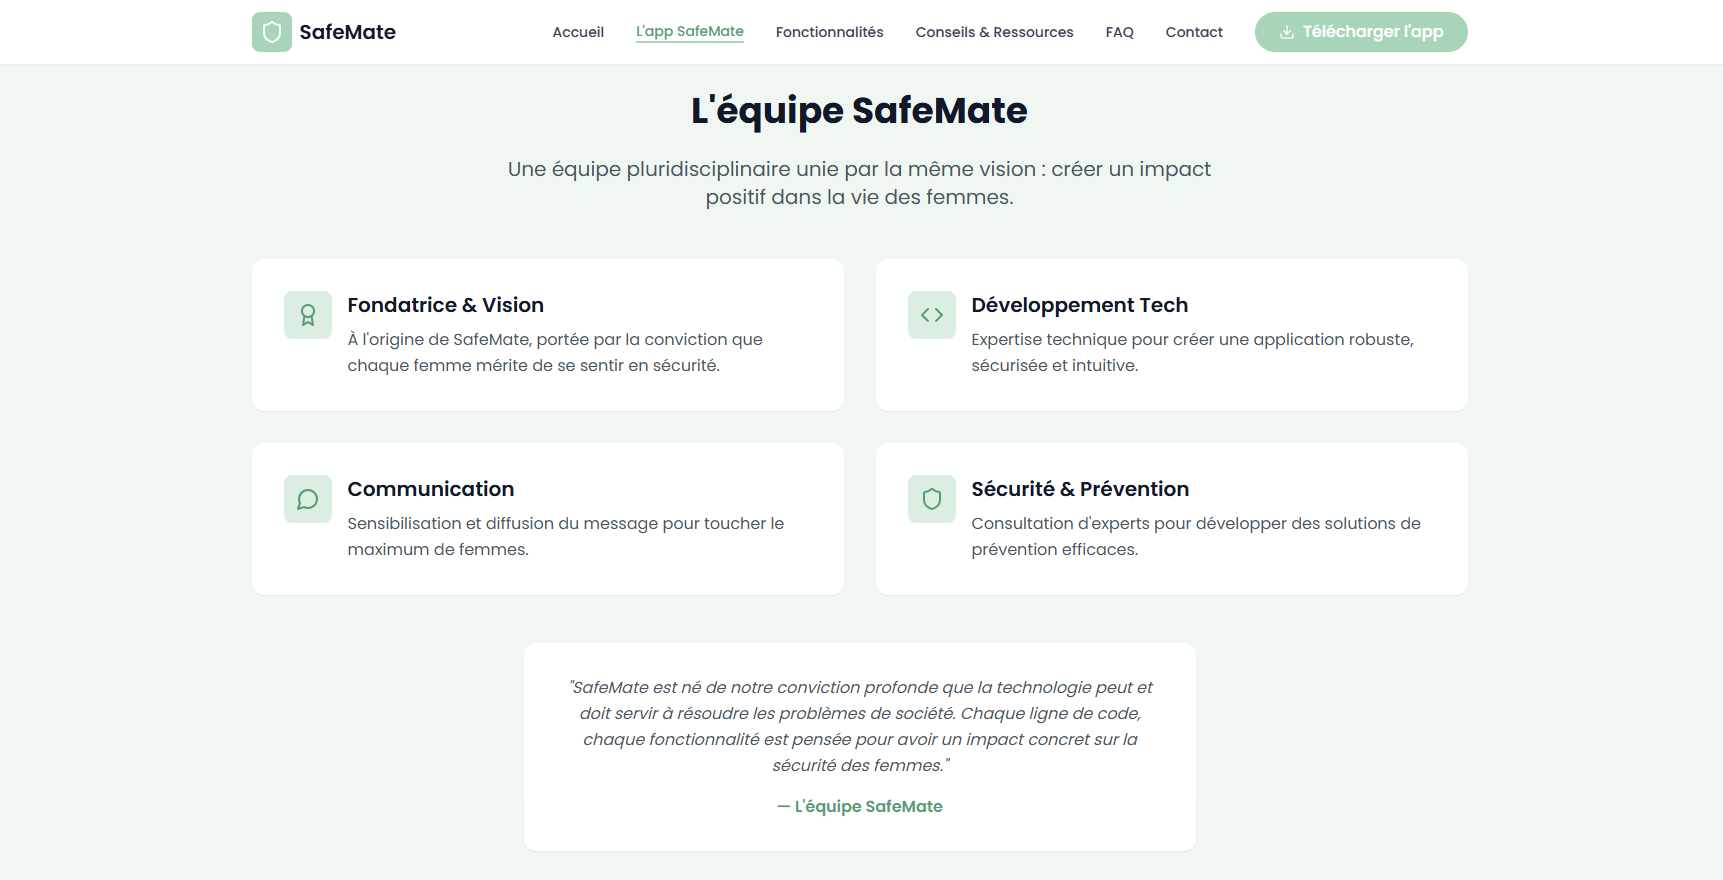 SafeMate
Accueil
L'app SafeMate
Fonctionnalités
Conseils & Ressources
FAQ
Contact
Télécharger l'app
L'équipe SafeMate
Une équipe pluridisciplinaire unie par la même vision : créer un impact
positif dans la vie des femmes.
Fondatrice & Vision
À l'origine de SafeMate, portée par la conviction que
chaque femme mérite de se sentir en sécurité.
Développement Tech
Expertise technique pour créer une application robuste,
sécurisée et intuitive.
Communication
Sensibilisation et diffusion du message pour toucher le
maximum de femmes.
Sécurité & Prévention
Consultation d'experts pour développer des solutions de
prévention efficaces.
"SafeMate est né de notre conviction profonde que la technologie peut et
doit servir à résoudre les problèmes de société. Chaque ligne de code,
chaque fonctionnalité est pensée pour avoir un impact concret sur la
sécurité des femmes."
— L'équipe SafeMate